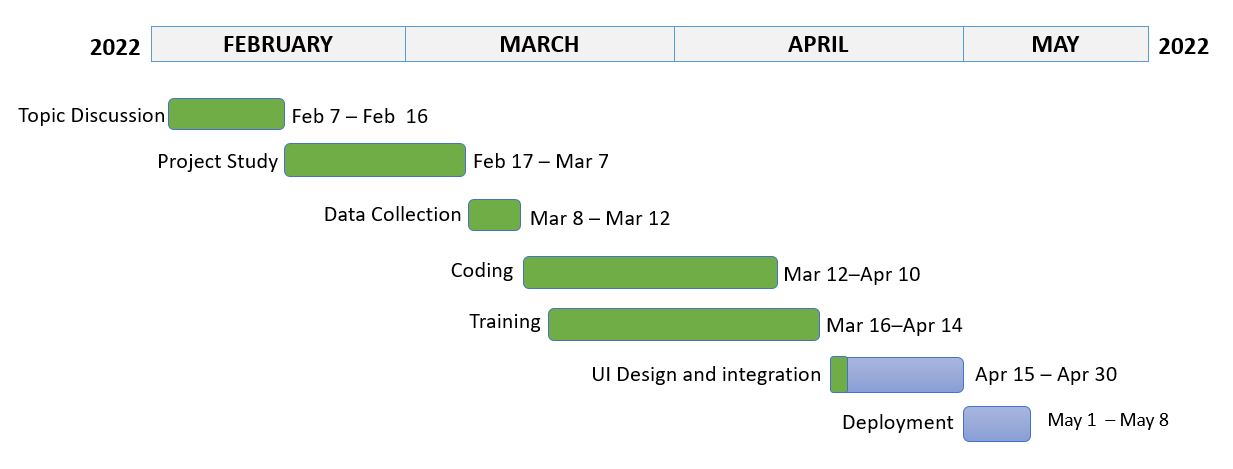 2022 FEBRUARY MARCH APRIL MAY 2022
Topic Discussion Feb 7 – Feb  16
Project Study Feb 17 – Mar 7
Data Collection Mar 8 – Mar 12
Coding Mar 12–Apr 10
Training Mar 16–Apr 14
UI Design and integration Apr 15 – Apr 30
Deployment May 1 – May 8